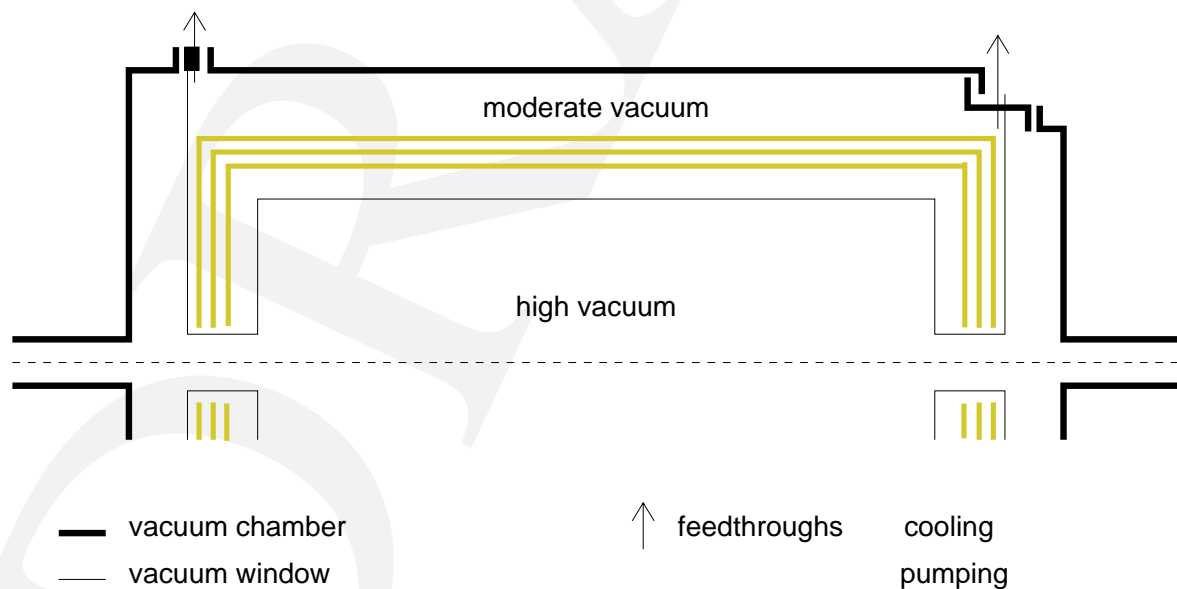 moderate vacuum
high vacuum
vacuum chamber
feedthroughs
cooling
vacuum window
pumping